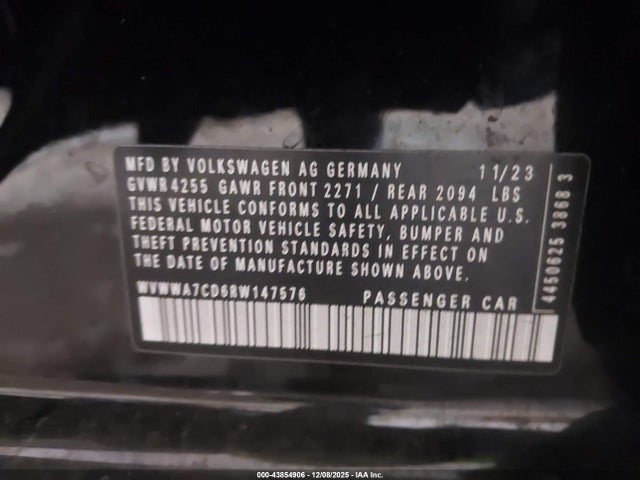 MFD BY VOLKSWAGEN AG GERMANY 11/23
GVWR 4255 GAWR FRONT 2271 / REAR 2094 LBS
THIS VEHICLE CONFORMS TO ALL APPLICABLE U.S.
FEDERAL MOTOR VEHICLE SAFETY, BUMPER AND
THEFT PREVENTION STANDARDS IN EFFECT ON
THE DATE OF MANUFACTURE SHOWN ABOVE.
WVWWA7CD6RW147576 PASSENGER CAR
4450625 3868 3
000-43854906 - 12/08/2025 - IAA Inc.